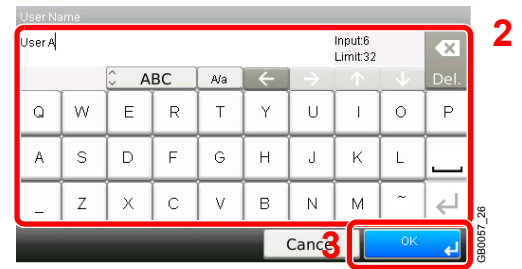 User Name
User A
Input:6
Limit:32
ABC A/a ← → ↑ ↓ Del.
Q W E R T Y U I O P
A S D F G H J K L
_ Z X C V B N M ~
Cance OK
2
3
GB0057_26